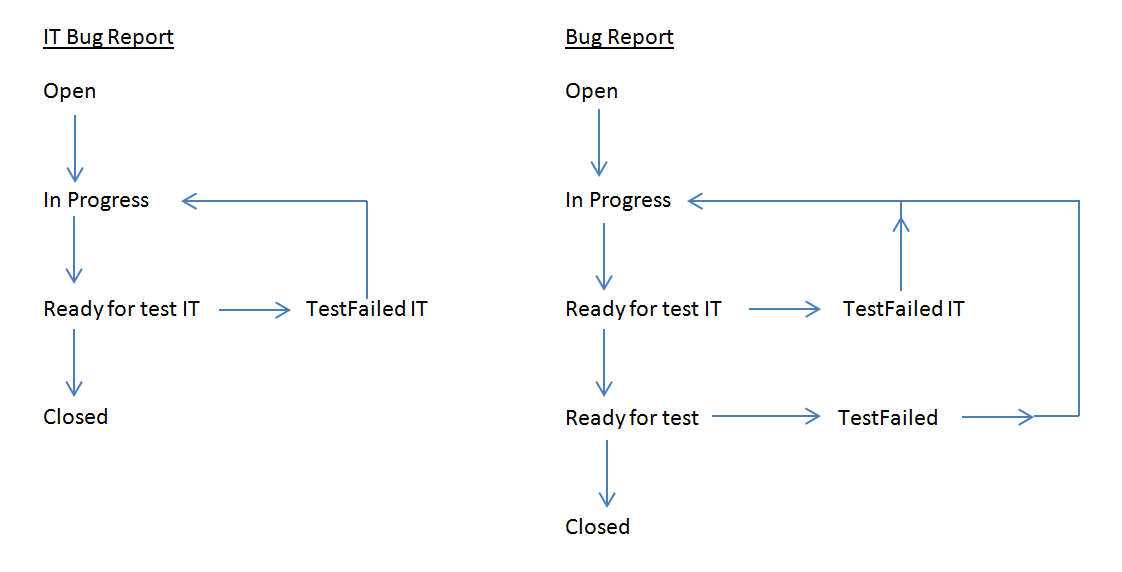 IT Bug Report
Open
In Progress
Ready for test IT
TestFailed IT
Closed
Bug Report
Open
In Progress
Ready for test IT
TestFailed IT
Ready for test
TestFailed
Closed